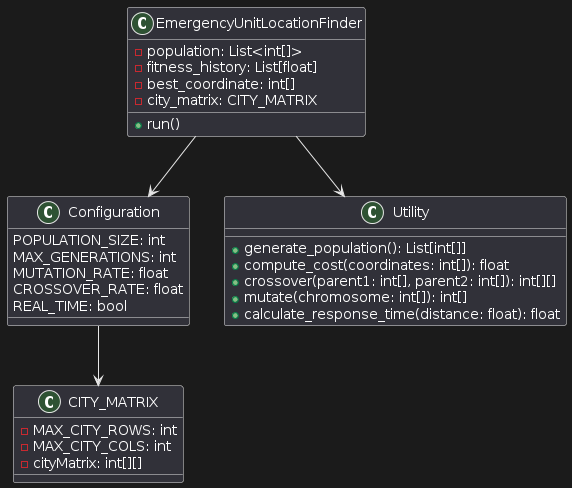 C EmergencyUnitLocationFinder
population: List<int[]>
fitness_history: List[float]
best_coordinate: int[]
city_matrix: CITY_MATRIX
run()
C Configuration
POPULATION_SIZE: int
MAX_GENERATIONS: int
MUTATION_RATE: float
CROSSOVER_RATE: float
REAL_TIME: bool
C Utility
generate_population(): List[int[]]
compute_cost(coordinates: int[]): float
crossover(parent1: int[], parent2: int[]): int[][]
mutate(chromosome: int[]): int[]
calculate_response_time(distance: float): float
C CITY_MATRIX
MAX_CITY_ROWS: int
MAX_CITY_COLS: int
cityMatrix: int[][]